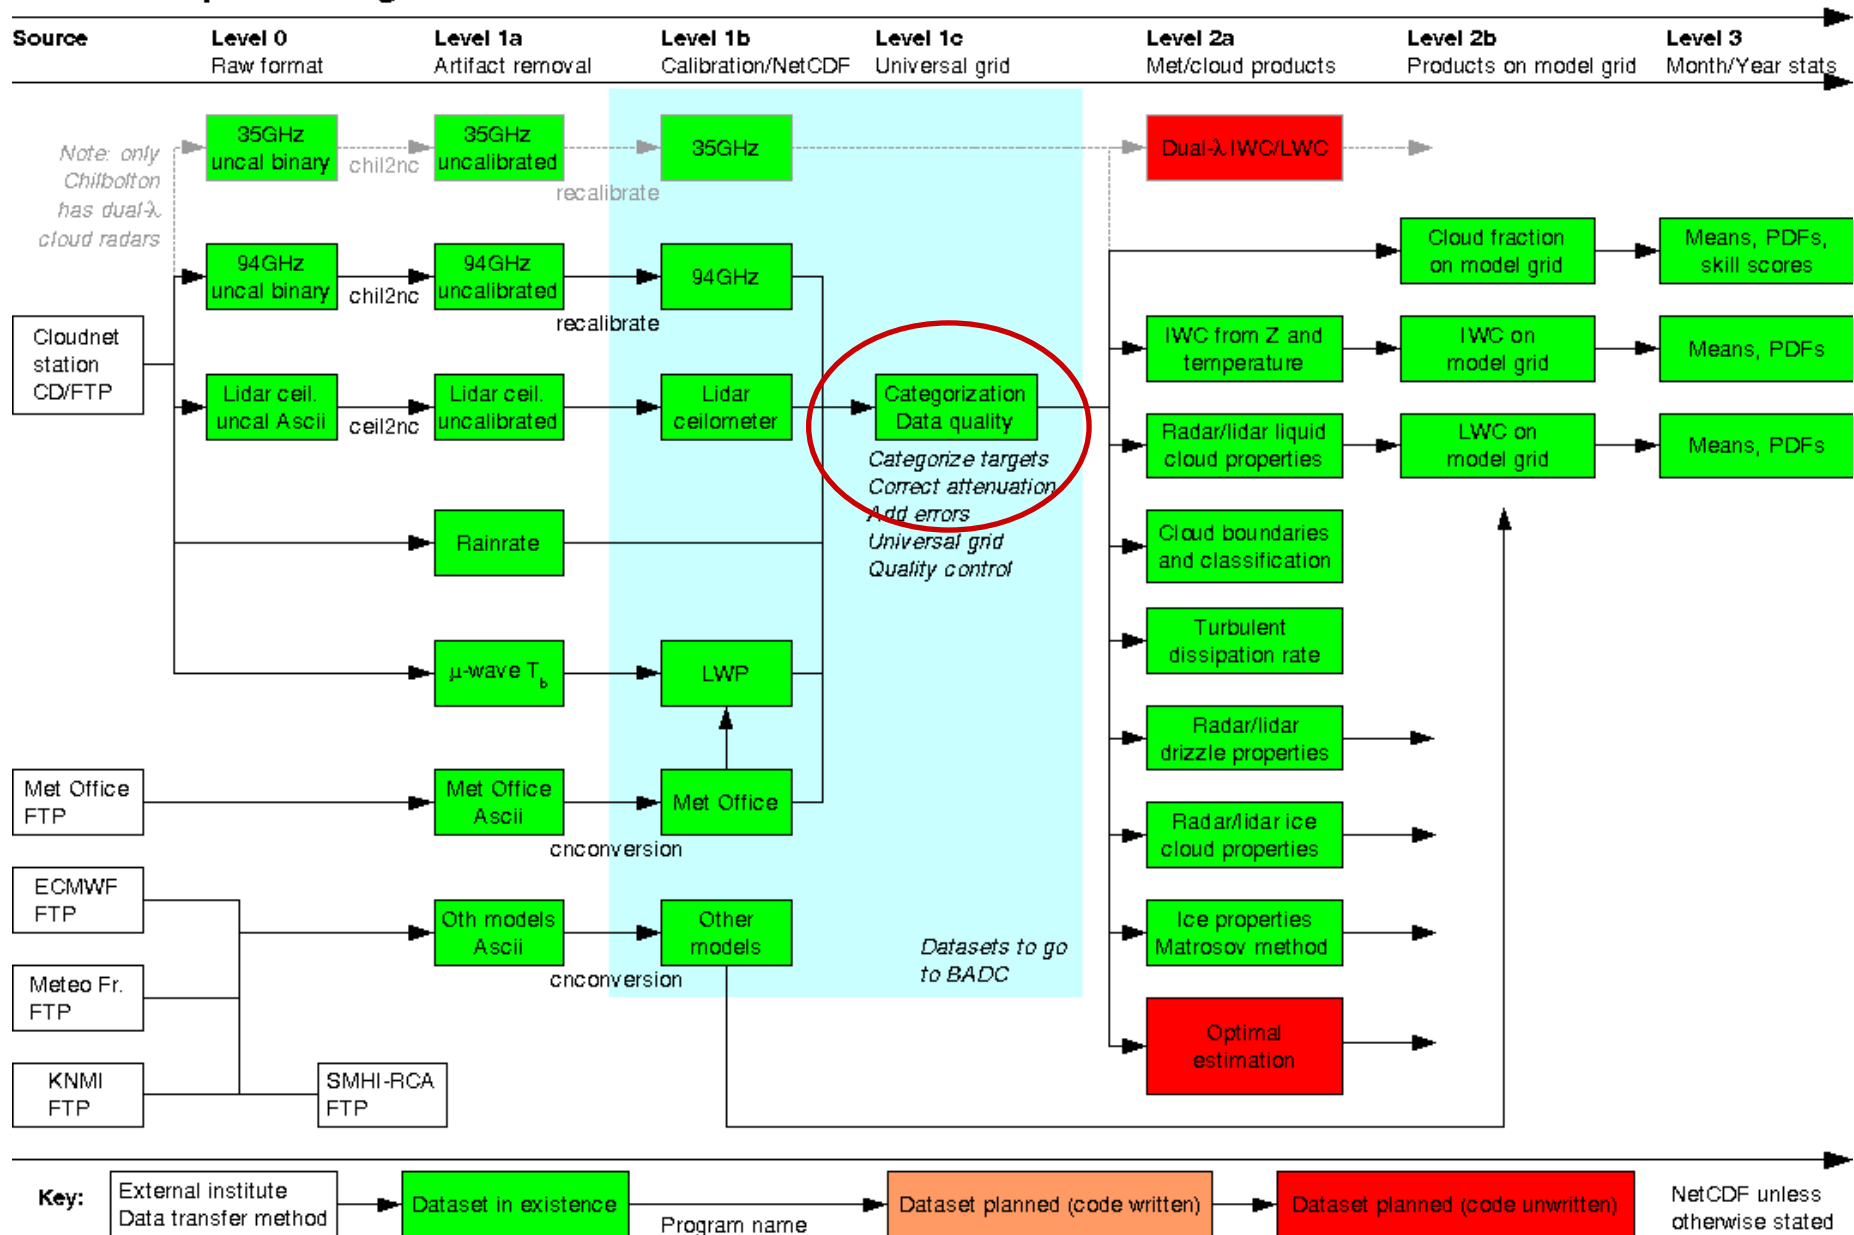 Source
Level 0
Raw format
Level 1a
Artifact removal
Level 1b
Calibration/NetCDF
Level 1c
Universal grid
Level 2a
Met/cloud products
Level 2b
Products on model grid
Level 3
Month/Year stats
Note: only
Chilbolton
has dual-λ
cloud radars
35GHz
uncal binary
chil2nc
35GHz
uncalibrated
recalibrate
35GHz
Dual-λ IWC/LWC
94GHz
uncal binary
chil2nc
94GHz
uncalibrated
recalibrate
94GHz
Cloud fraction
on model grid
Means, PDFs,
skill scores
Cloudnet
station
CD/FTP
Lidar ceil.
uncal Ascii
ceil2nc
Lidar ceil.
uncalibrated
Lidar
ceilometer
Categorization
Data quality
Categorize targets
Correct attenuation
Add errors
Universal grid
Quality control
IWC from Z and
temperature
IWC on
model grid
Means, PDFs
Radar/lidar liquid
cloud properties
LWC on
model grid
Means, PDFs
Rainrate
Cloud boundaries
and classification
μ-wave Tb
LWP
Turbulent
dissipation rate
Radar/lidar
drizzle properties
Met Office
FTP
Met Office
Ascii
cnconversion
Met Office
Radar/lidar ice
cloud properties
ECMWF
FTP
Oth models
Ascii
cnconversion
Other
models
Datasets to go
to BADC
Ice properties
Matrosov method
Meteo Fr.
FTP
Optimal
estimation
KNMI
FTP
SMHI-RCA
FTP
Key:
External institute
Data transfer method
Dataset in existence
Program name
Dataset planned (code written)
Dataset planned (code unwritten)
NetCDF unless
otherwise stated